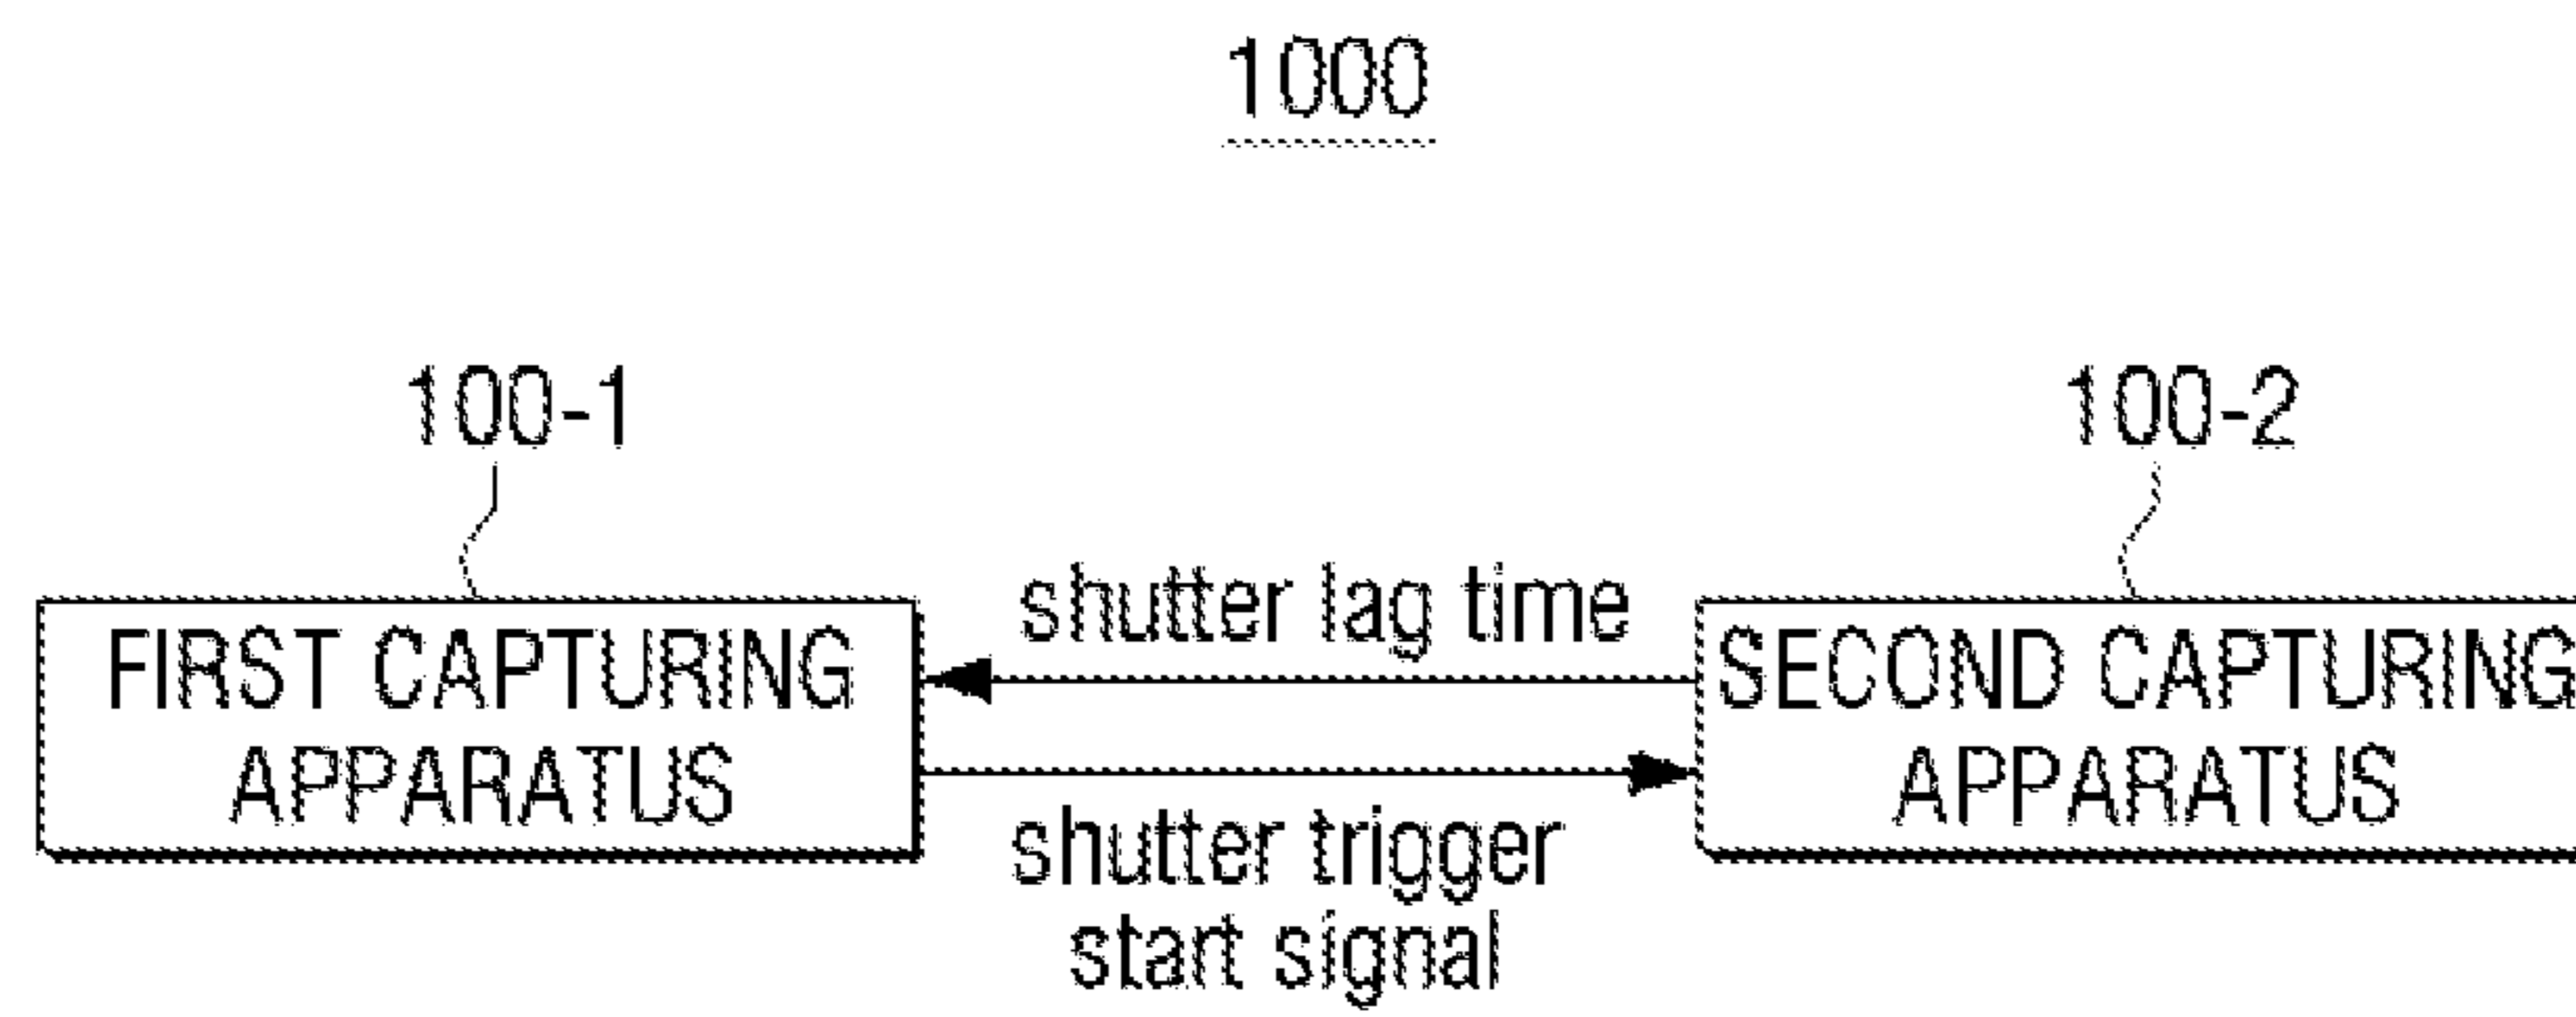 1000
100-1
100-2
FIRST CAPTURING
APPARATUS
shutter lag time
shutter trigger
start signal
SECOND CAPTURING
APPARATUS